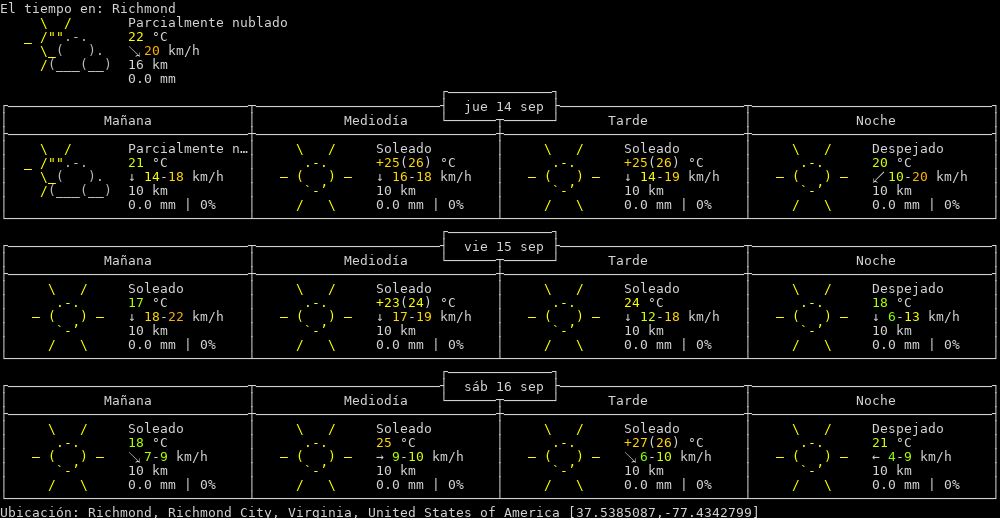 El tiempo en: Richmond
Parcialmente nublado
22 °C
↘ 20 km/h
16 km
0.0 mm
jue 14 sep
Mañana Mediodía Tarde Noche
Parcialmente n… Soleado Soleado Despejado
21 °C +25(26) °C +25(26) °C 20 °C
↓ 14-18 km/h ↓ 16-18 km/h ↓ 14-19 km/h ↙ 10-20 km/h
10 km 10 km 10 km 10 km
0.0 mm | 0% 0.0 mm | 0% 0.0 mm | 0% 0.0 mm | 0%
vie 15 sep
Mañana Mediodía Tarde Noche
Soleado Soleado Soleado Despejado
17 °C +23(24) °C 24 °C 18 °C
↓ 18-22 km/h ↓ 17-19 km/h ↓ 12-18 km/h ↓ 6-13 km/h
10 km 10 km 10 km 10 km
0.0 mm | 0% 0.0 mm | 0% 0.0 mm | 0% 0.0 mm | 0%
sáb 16 sep
Mañana Mediodía Tarde Noche
Soleado Soleado Soleado Despejado
18 °C 25 °C +27(26) °C 21 °C
↘ 7-9 km/h → 9-10 km/h ↘ 6-10 km/h ← 4-9 km/h
10 km 10 km 10 km 10 km
0.0 mm | 0% 0.0 mm | 0% 0.0 mm | 0% 0.0 mm | 0%
Ubicación: Richmond, Richmond City, Virginia, United States of America [37.5385087,-77.4342799]